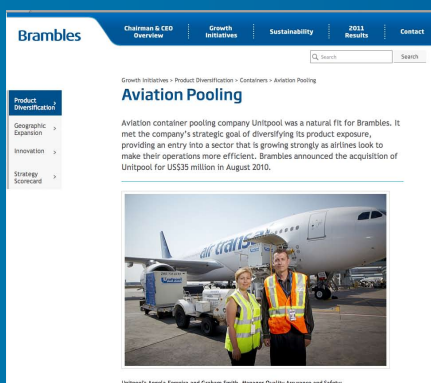 Brambles
Chairman & CEO
Overview
Growth
Initiatives
Sustainability
2011
Results
Contact
Search
Search
Growth Initiatives > Product Diversification > Containers > Aviation Pooling
Aviation Pooling
Product
Diversification >
Geographic
Expansion >
Innovation >
Strategy
Scorecard >
Aviation container pooling company Unitpool was a natural fit for Brambles. It
met the company's strategic goal of diversifying its product exposure,
providing an entry into a sector that is growing strongly as airlines look to
make their operations more efficient. Brambles announced the acquisition of
Unitpool for US$35 million in August 2010.
air transat